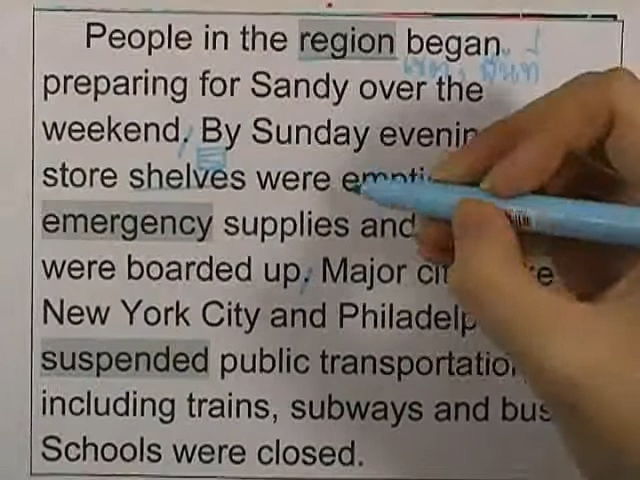 People in the region began
preparing for Sandy over the
weekend. By Sunday evenin
store shelves were empti
emergency supplies and
were boarded up. Major cit
New York City and Philadelp
suspended public transportatio
including trains, subways and bus
Schools were closed.